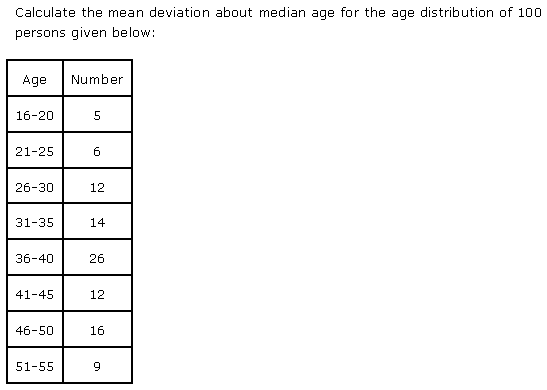 Calculate the mean deviation about median age for the age distribution of 100
persons given below:
Age Number
16-20 5
21-25 6
26-30 12
31-35 14
36-40 26
41-45 12
46-50 16
51-55 9